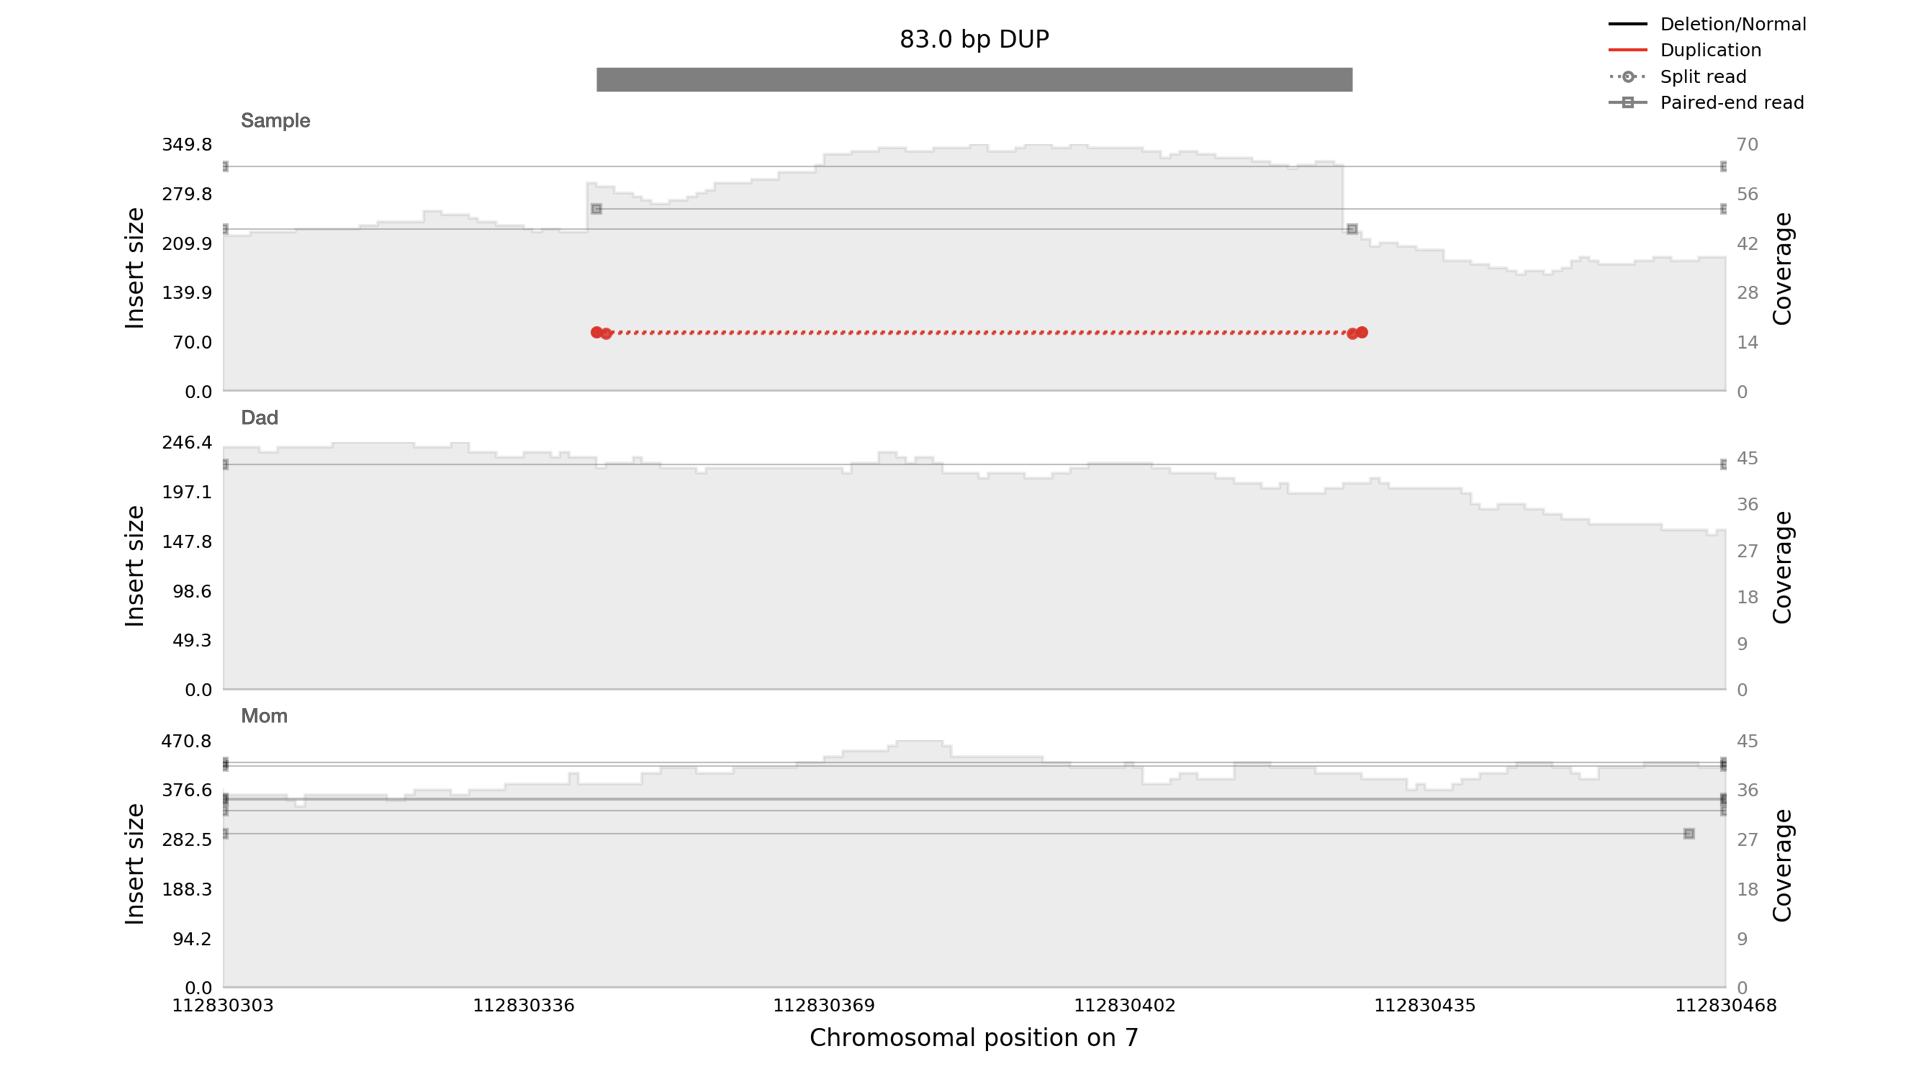 83.0 bp DUP
Deletion/Normal
Duplication
Split read
Paired-end read
Sample
349.8
279.8
209.9
139.9
70.0
0.0
Insert size
70
56
42
28
14
0
Coverage
Dad
246.4
197.1
147.8
98.6
49.3
0.0
Insert size
45
36
27
18
9
0
Coverage
Mom
470.8
376.6
282.5
188.3
94.2
0.0
Insert size
45
36
27
18
9
0
Coverage
112830303 112830336 112830369 112830402 112830435 112830468
Chromosomal position on 7